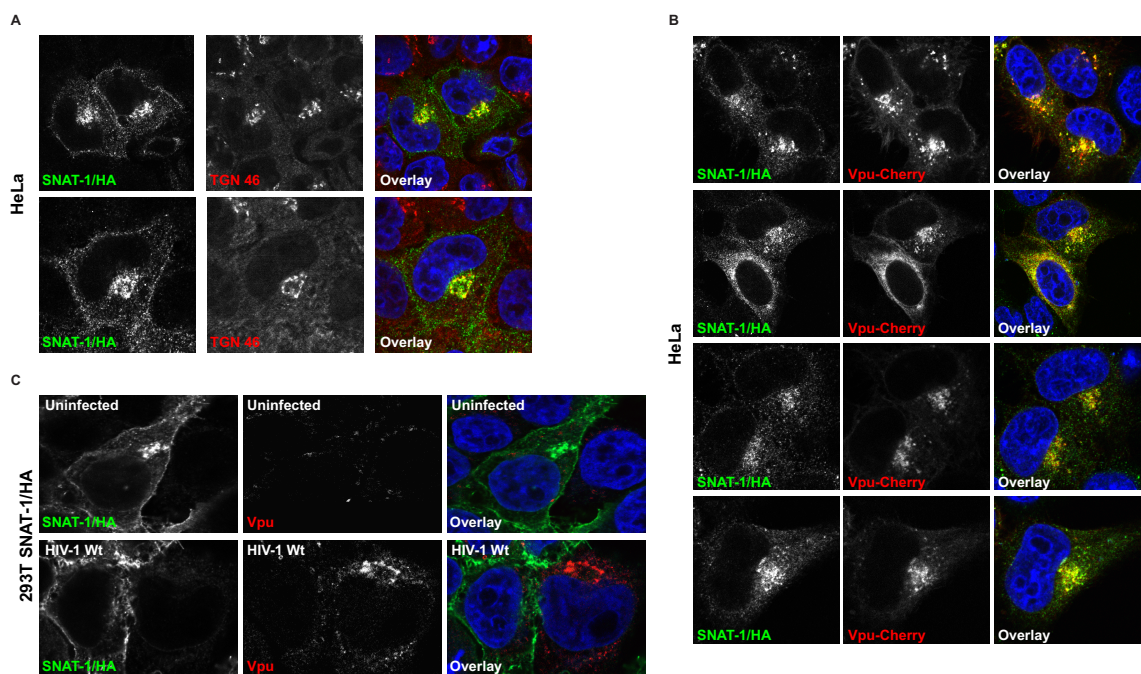 A
HeLa
SNAT-1/HA
TGN 46
Overlay
SNAT-1/HA
TGN 46
Overlay
B
HeLa
SNAT-1/HA
Vpu-Cherry
Overlay
SNAT-1/HA
Vpu-Cherry
Overlay
SNAT-1/HA
Vpu-Cherry
Overlay
SNAT-1/HA
Vpu-Cherry
Overlay
C
293T SNAT-1/HA
Uninfected
Uninfected
Uninfected
SNAT-1/HA
Vpu
Overlay
HIV-1 Wt
HIV-1 Wt
HIV-1 Wt
SNAT-1/HA
Vpu
Overlay